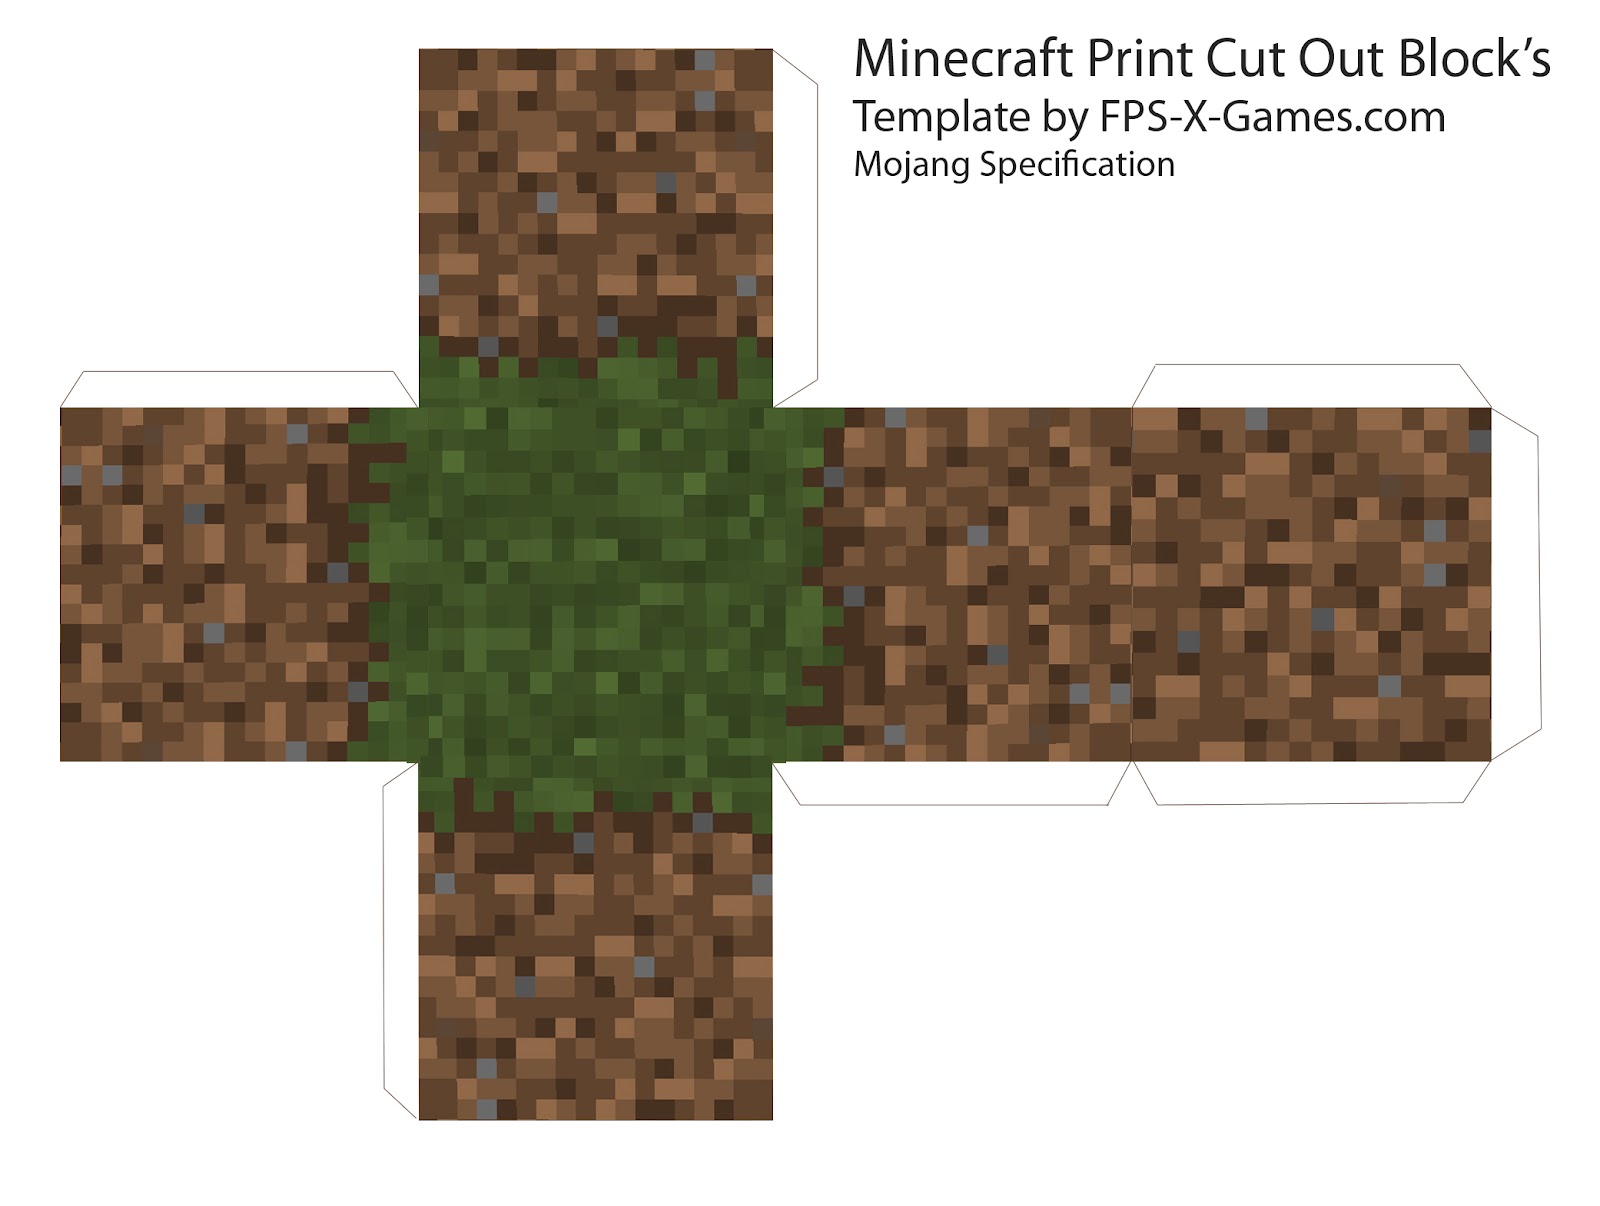 Minecraft Print Cut Out Block’s
Template by FPS-X-Games.com
Mojang Specification